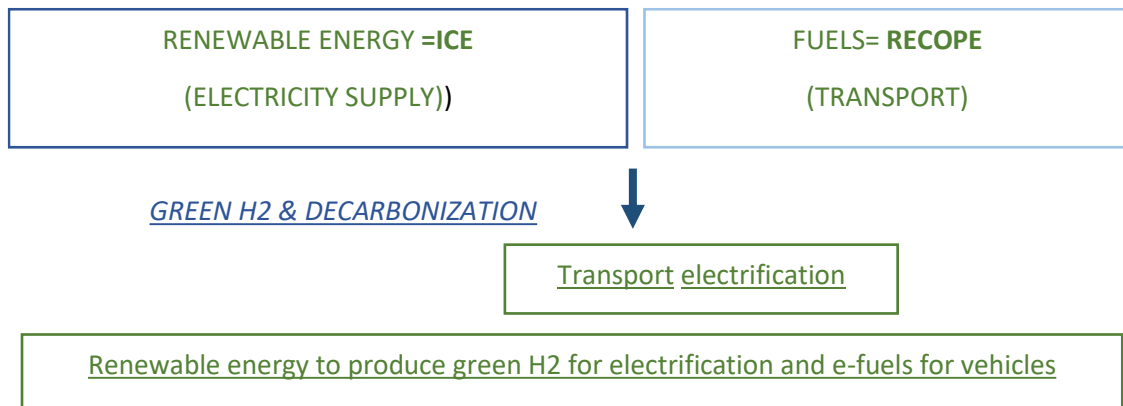 RENEWABLE ENERGY =ICE
(ELECTRICITY SUPPLY))
FUELS= RECOPE
(TRANSPORT)
GREEN H2 & DECARBONIZATION
Transport electrification
Renewable energy to produce green H2 for electrification and e-fuels for vehicles